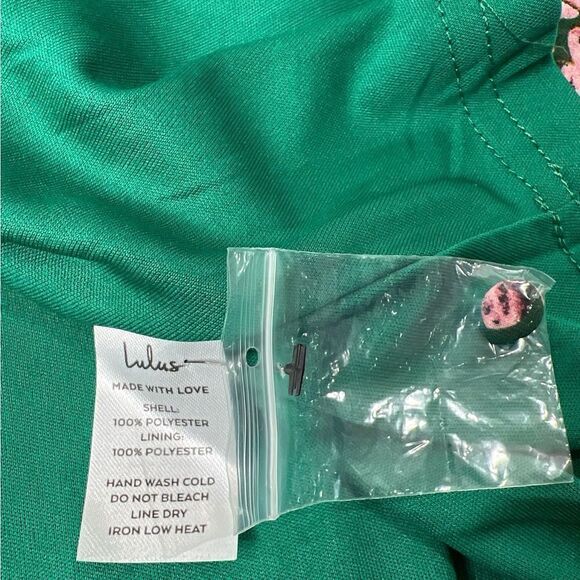 Lulus
MADE WITH LOVE
SHELL:
100% POLYESTER
LINING:
100% POLYESTER
HAND WASH COLD
DO NOT BLEACH
LINE DRY
IRON LOW HEAT